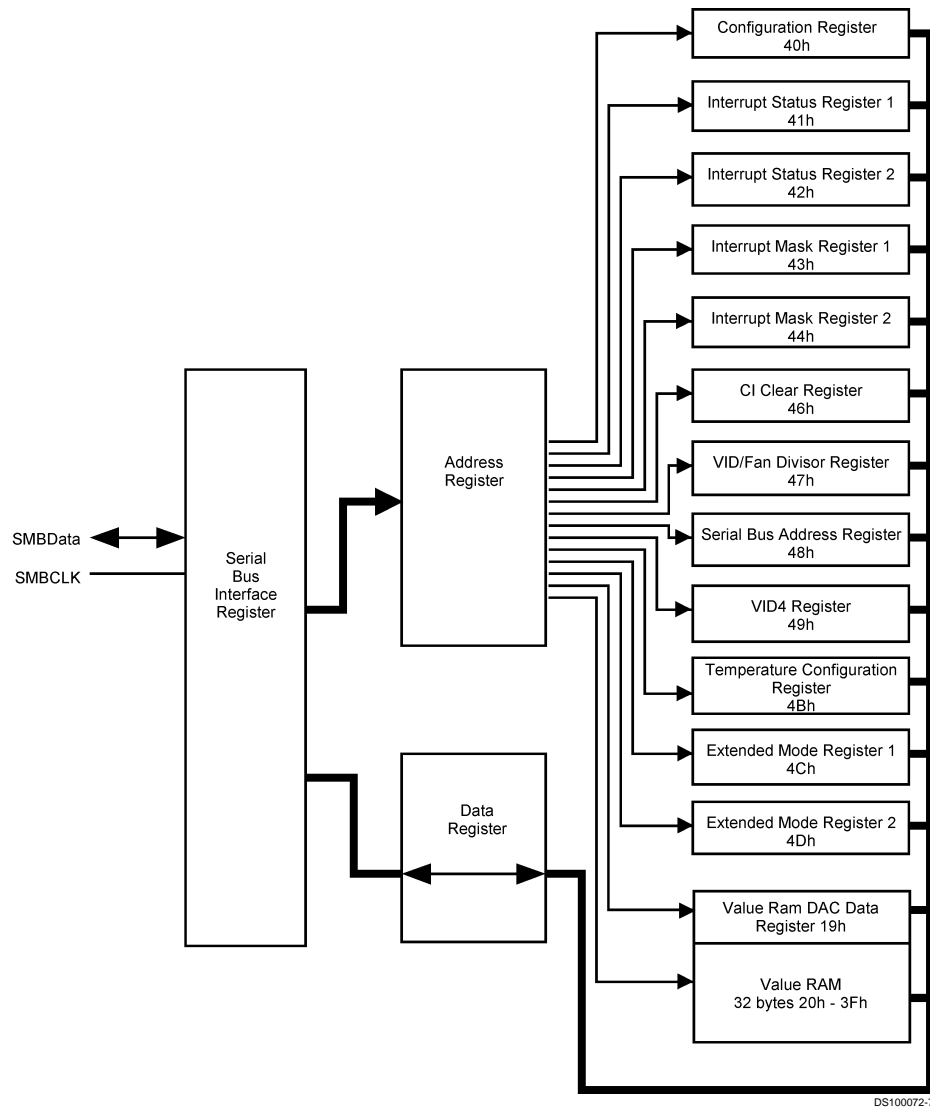 Configuration Register
40h
Interrupt Status Register 1
41h
Interrupt Status Register 2
42h
Interrupt Mask Register 1
43h
Interrupt Mask Register 2
44h
CI Clear Register
46h
VID/Fan Divisor Register
47h
Serial Bus Address Register
48h
VID4 Register
49h
Temperature Configuration
Register
4Bh
Extended Mode Register 1
4Ch
Extended Mode Register 2
4Dh
Value Ram DAC Data
Register 19h
Value RAM
32 bytes 20h - 3Fh
Address
Register
SMBData
SMBCLK
Serial
Bus
Interface
Register
Data
Register
DS100072-7